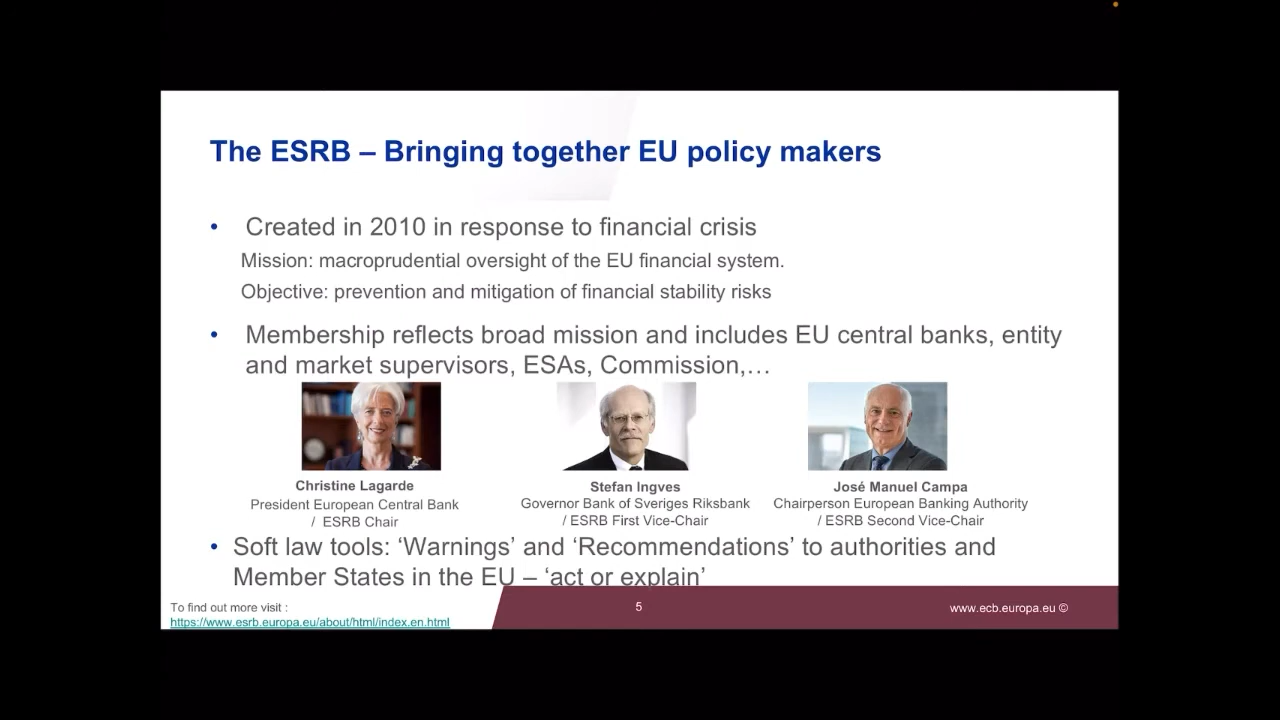 The ESRB – Bringing together EU policy makers
• Created in 2010 in response to financial crisis
Mission: macroprudential oversight of the EU financial system.
Objective: prevention and mitigation of financial stability risks
• Membership reflects broad mission and includes EU central banks, entity
and market supervisors, ESAs, Commission,…
Christine Lagarde
President European Central Bank
/ ESRB Chair
Stefan Ingves
Governor Bank of Sveriges Riksbank
/ ESRB First Vice-Chair
José Manuel Campa
Chairperson European Banking Authority
/ ESRB Second Vice-Chair
• Soft law tools: ‘Warnings’ and ‘Recommendations’ to authorities and
Member States in the EU – ‘act or explain’
To find out more visit :
https://www.esrb.europa.eu/about/html/index.en.html
5
www.ecb.europa.eu ©